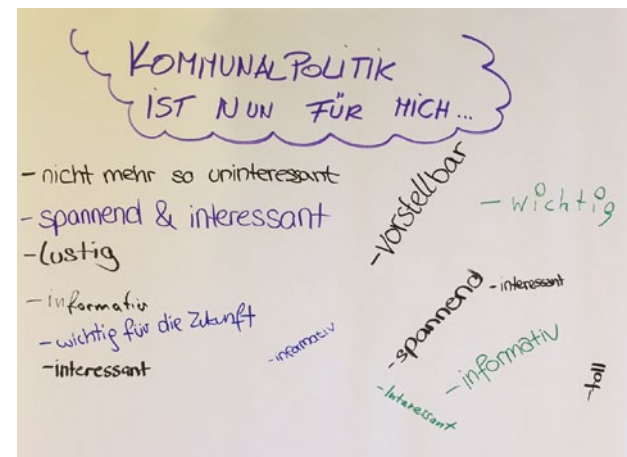 KOMMUNALPOLITIK
IST NUN FÜR MICH...
- nicht mehr so uninteressant
- spannend & interessant
- lustig
- informativ
- wichtig für die Zukunft
- interessant
- informativ
- Vorstellbar
- wichtig
- spannend
- interessant
- informativ
- Interessant
- toll